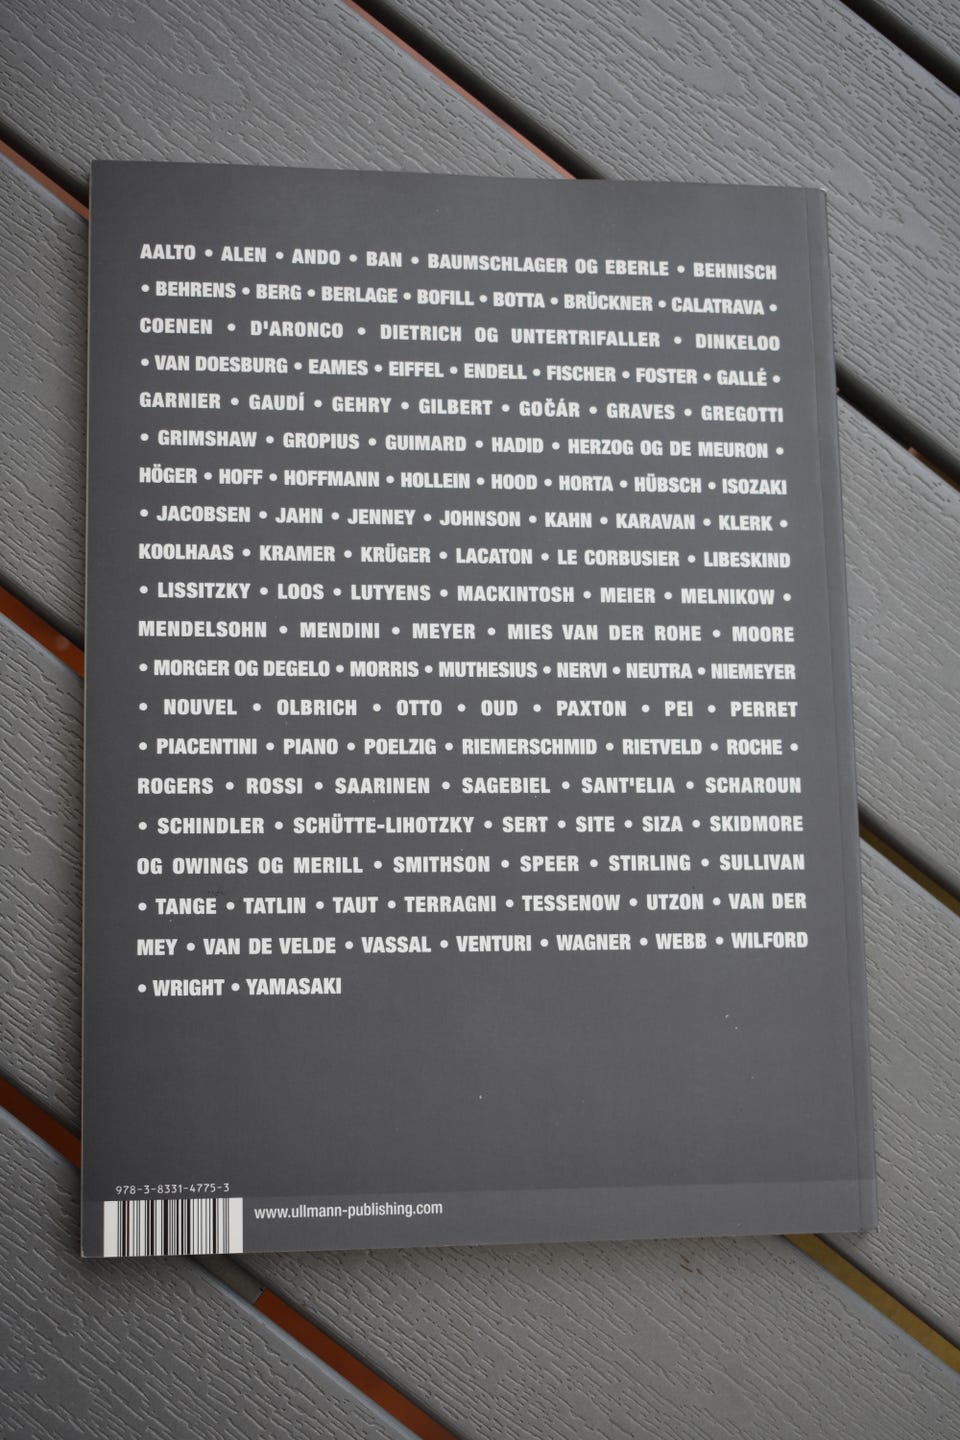 AALTO • ALEN • ANDO • BAN • BAUMSCHLAGER OG EBERLE • BEHNISCH
• BEHRENS • BERG • BERLAGE • BOFILL • BOTTA • BRÜCKNER • CALATRAVA •
COENEN • D'ARONCO • DIETRICH OG UNTERTRIFALLER • DINKELOO
• VAN DOESBURG • EAMES • EIFFEL • ENDELL • FISCHER • FOSTER • GALLÉ •
GARNIER • GAUDÍ • GEHRY • GILBERT • GOČÁR • GRAVES • GREGOTTI
• GRIMSHAW • GROPIUS • GUIMARD • HADID • HERZOG OG DE MEURON •
HÖGER • HOFF • HOFFMANN • HOLLEIN • HOOD • HORTA • HÜBSCH • ISOZAKI
• JACOBSEN • JAHN • JENNEY • JOHNSON • KAHN • KARAVAN • KLERK •
KOOLHAAS • KRAMER • KRÜGER • LACATON • LE CORBUSIER • LIBESKIND
• LISSITZKY • LOOS • LUTYENS • MACKINTOSH • MEIER • MELNIKOW •
MENDELSOHN • MENDINI • MEYER • MIES VAN DER ROHE • MOORE
• MORGER OG DEGELO • MORRIS • MUTHESIUS • NERVI • NEUTRA • NIEMEYER
• NOUVEL • OLBRICH • OTTO • OUD • PAXTON • PEI • PERRET
• PIACENTINI • PIANO • POELZIG • RIEMERSCHMID • RIETVELD • ROCHE •
ROGERS • ROSSI • SAARINEN • SAGEBIEL • SANT'ELIA • SCHAROUN
• SCHINDLER • SCHÜTTE-LIHOTZKY • SERT • SITE • SIZA • SKIDMORE
OG OWINGS OG MERILL • SMITHSON • SPEER • STIRLING • SULLIVAN
• TANGE • TATLIN • TAUT • TERRAGNI • TESSENOW • UTZON • VAN DER
MEY • VAN DE VELDE • VASSAL • VENTURI • WAGNER • WEBB • WILFORD
• WRIGHT • YAMASAKI
978-3-8331-4775-3
www.ullmann-publishing.com